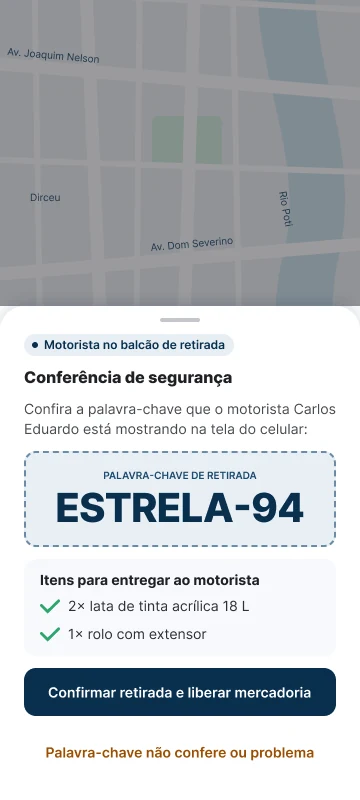 Av. Joaquim Nelson
Dirceu
Rio Poti
Av. Dom Severino
Motorista no balcão de retirada
Conferência de segurança
Confira a palavra-chave que o motorista Carlos
Eduardo está mostrando na tela do celular:
PALAVRA-CHAVE DE RETIRADA
ESTRELA-94
Itens para entregar ao motorista
2× lata de tinta acrílica 18 L
1× rolo com extensor
Confirmar retirada e liberar mercadoria
Palavra-chave não confere ou problema